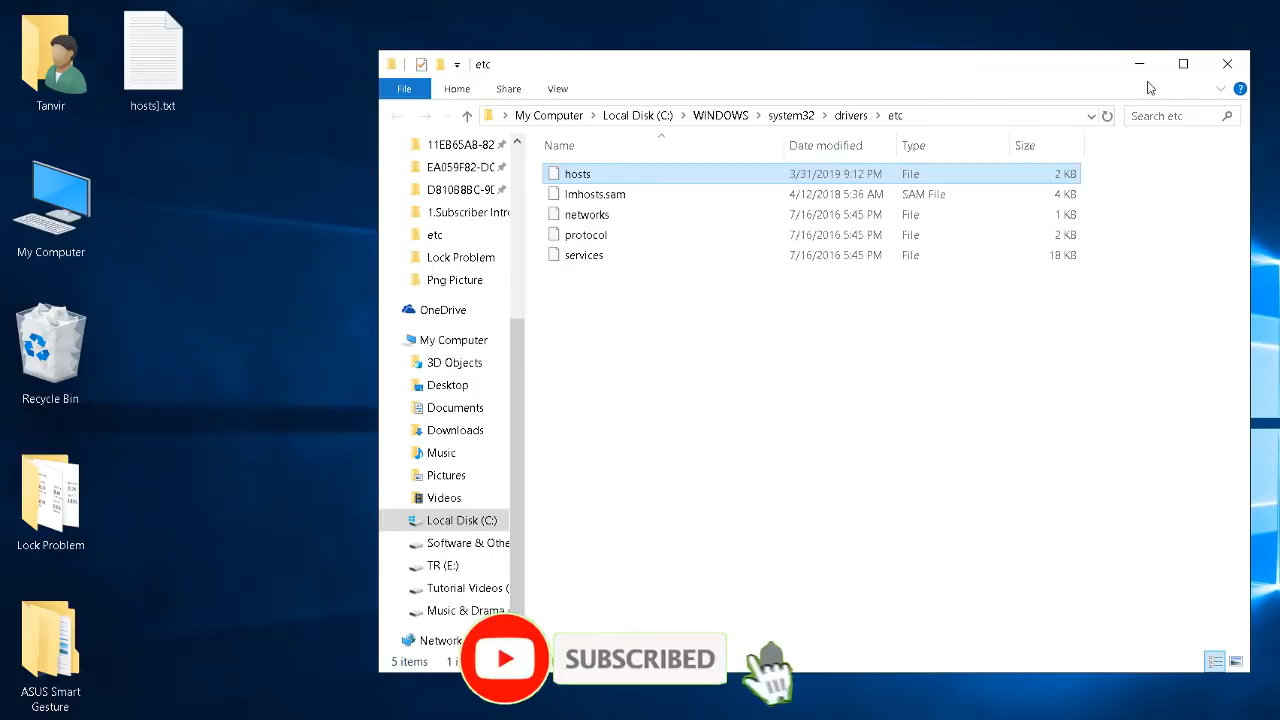 Tanvir
hosts].txt
My Computer
Recycle Bin
Lock Problem
ASUS Smart
Gesture
etc
File Home Share View
My Computer Local Disk (C:) WINDOWS system32 drivers etc
Search etc
Name Date modified Type Size
hosts 3/31/2019 9:12 PM File 2 KB
lmhosts.sam 4/12/2018 5:36 AM SAM File 4 KB
networks 7/16/2016 5:45 PM File 1 KB
protocol 7/16/2016 5:45 PM File 2 KB
services 7/16/2016 5:45 PM File 18 KB
11EB65A8-82
EA059F82-DC
D810B8BC-9D
1.Subscriber Intr
etc
Lock Problem
Png Picture
OneDrive
My Computer
3D Objects
Desktop
Documents
Downloads
Music
Pictures
Videos
Local Disk (C:)
Software & Othe
TR (E:)
Tutorial Videos (
Music & Drama
Network
5 items
SUBSCRIBED